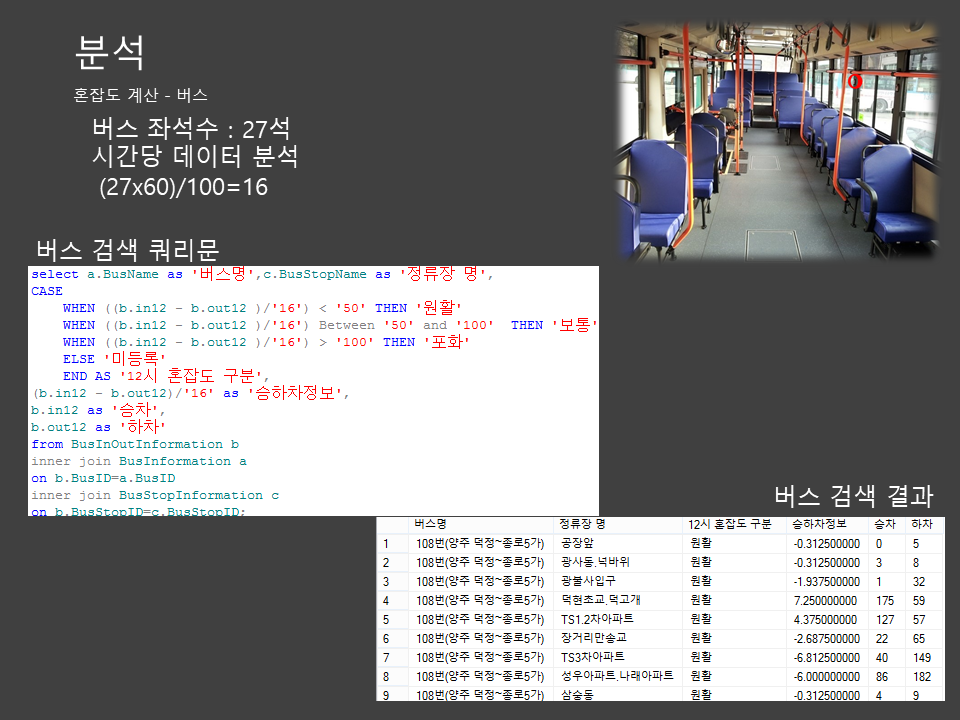 분석
혼잡도 계산 - 버스
버스 좌석수 : 27석
시간당 데이터 분석
(27x60)/100=16
버스 검색 쿼리문
select a.BusName as '버스명',c.BusStopName as '정류장 명',
CASE
WHEN ((b.in12 - b.out12 )/'16') < '50' THEN '원활'
WHEN ((b.in12 - b.out12 )/'16') Between '50' and '100'  THEN '보통'
WHEN ((b.in12 - b.out12 )/'16') > '100' THEN '포화'
ELSE '미등록'
END AS '12시 혼잡도 구분',
(b.in12 - b.out12)/'16' as '승하차정보',
b.in12 as '승차',
b.out12 as '하차'
from BusInOutInformation b
inner join BusInformation a
on b.BusID=a.BusID
inner join BusStopInformation c
on b.BusStopID=c.BusStopID;
버스 검색 결과
버스명 정류장 명 12시 혼잡도 구분 승하차정보 승차 하차
1 108번(양주 덕정~종로5가) 공장앞 원활 -0.312500000 0 5
2 108번(양주 덕정~종로5가) 광사동.넉바위 원활 -0.312500000 3 8
3 108번(양주 덕정~종로5가) 광불사입구 원활 -1.937500000 1 32
4 108번(양주 덕정~종로5가) 덕현초교.덕고개 원활 7.250000000 175 59
5 108번(양주 덕정~종로5가) TS1.2차아파트 원활 4.375000000 127 57
6 108번(양주 덕정~종로5가) 장거리만송교 원활 -2.687500000 22 65
7 108번(양주 덕정~종로5가) TS3차아파트 원활 -6.812500000 40 149
8 108번(양주 덕정~종로5가) 성우아파트.나래아파트 원활 -6.000000000 86 182
9 108번(양주 덕정~종로5가) 삼숭동 원활 -0.312500000 4 9